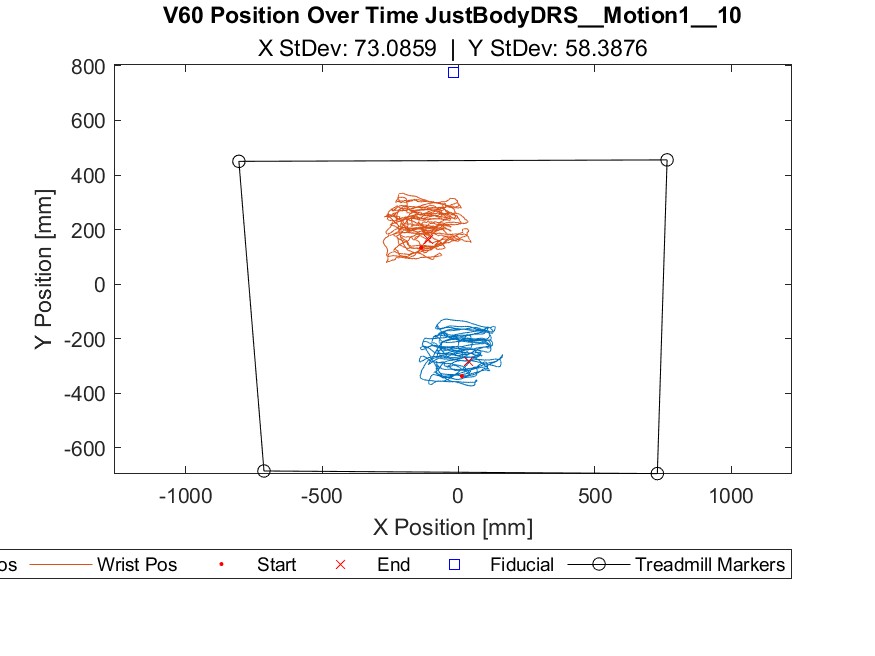 V60 Position Over Time JustBodyDRS__Motion1__10
X StDev: 73.0859 | Y StDev: 58.3876
800
600
400
200
0
-200
-400
-600
Y Position [mm]
-1000 -500 0 500 1000
X Position [mm]
os Wrist Pos Start End Fiducial Treadmill Markers